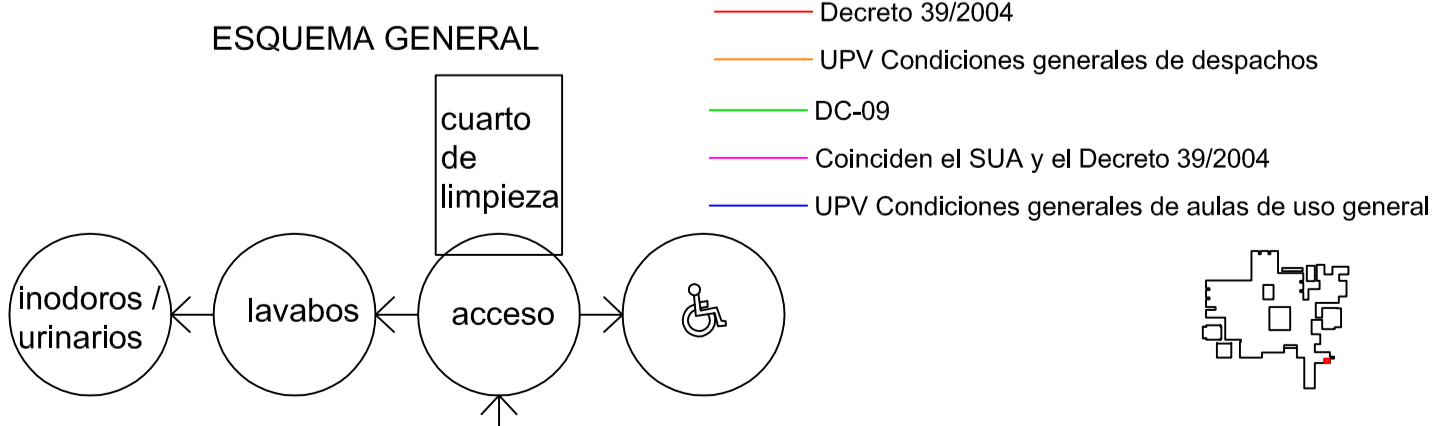 ESQUEMA GENERAL
cuarto
de
limpieza
inodoros /
urinarios
lavabos
acceso
Decreto 39/2004
UPV Condiciones generales de despachos
DC-09
Coinciden el SUA y el Decreto 39/2004
UPV Condiciones generales de aulas de uso general